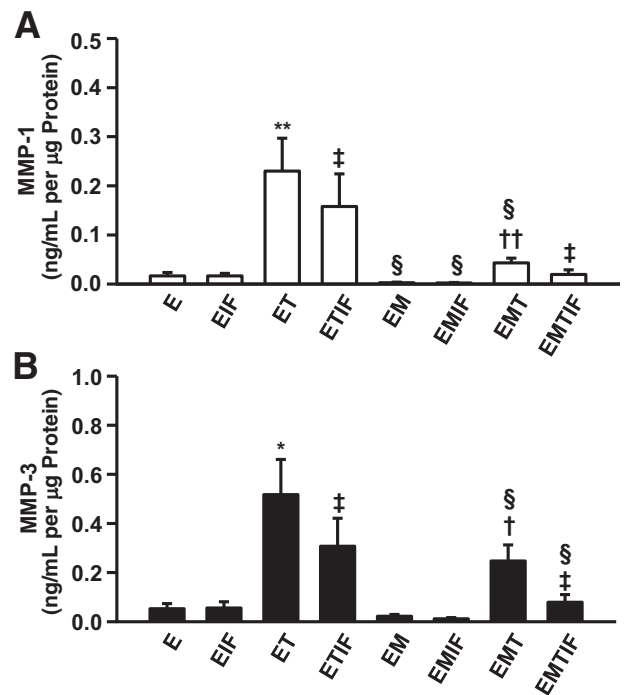 A
MMP-1
(ng/mL per µg Protein)
0.5
0.4
0.3
0.2
0.1
0.0
**
‡
§
§
§
††
‡
E
EIF
ET
ETIF
EM
EMIF
EMT
EMTIF
B
MMP-3
(ng/mL per µg Protein)
1.0
0.8
0.6
0.4
0.2
0.0
*
‡
§
†
§
‡
E
EIF
ET
ETIF
EM
EMIF
EMT
EMTIF